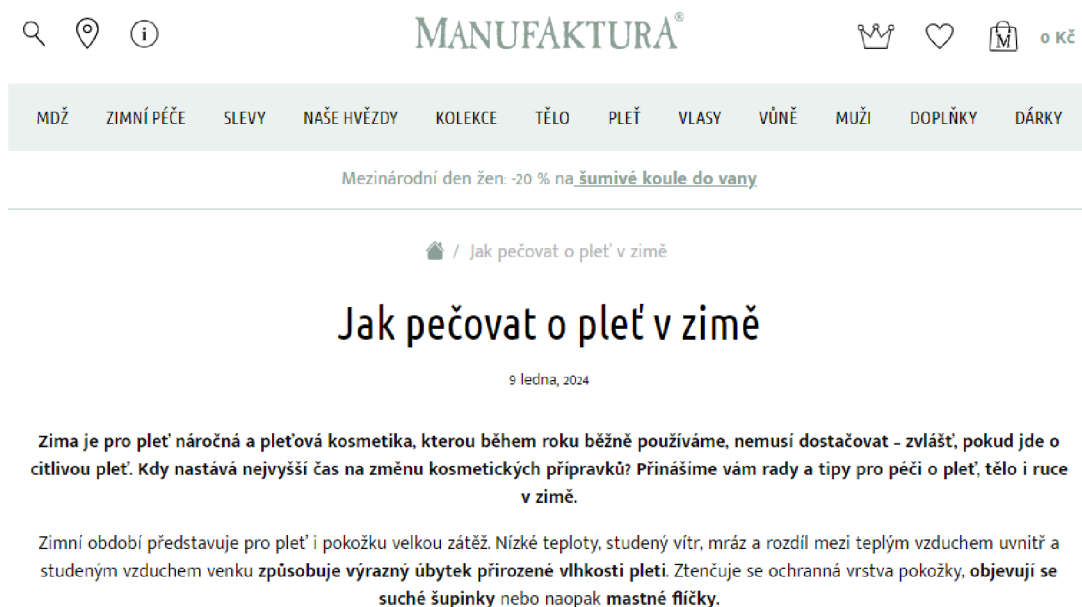 MANUFAKTURA®
0 Kč
MDŽ ZIMNÍ PÉČE SLEVY NAŠE HVĚZDY KOLEKCE TĚLO PLEŤ VLASY VŮNĚ MUŽI DOPLŇKY DÁRKY
Mezinárodní den žen: -20 % na šumivé koule do vany
/ Jak pečovat o pleť v zimě
Jak pečovat o pleť v zimě
9 ledna, 2024
Zima je pro pleť náročná a pleťová kosmetika, kterou během roku běžně používáme, nemusí dostačovat – zvlášť, pokud jde o
citlivou pleť. Kdy nastává nejvyšší čas na změnu kosmetických přípravků? Přinášíme vám rady a tipy pro péči o pleť, tělo i ruce
v zimě.
Zimní období představuje pro pleť i pokožku velkou zátěž. Nízké teploty, studený vítr, mráz a rozdíl mezi teplým vzduchem uvnitř a
studeným vzduchem venku způsobuje výrazný úbytek přirozené vlhkosti pleti. Ztenčuje se ochranná vrstva pokožky, objevují se
suché šupinky nebo naopak mastné flíčky.